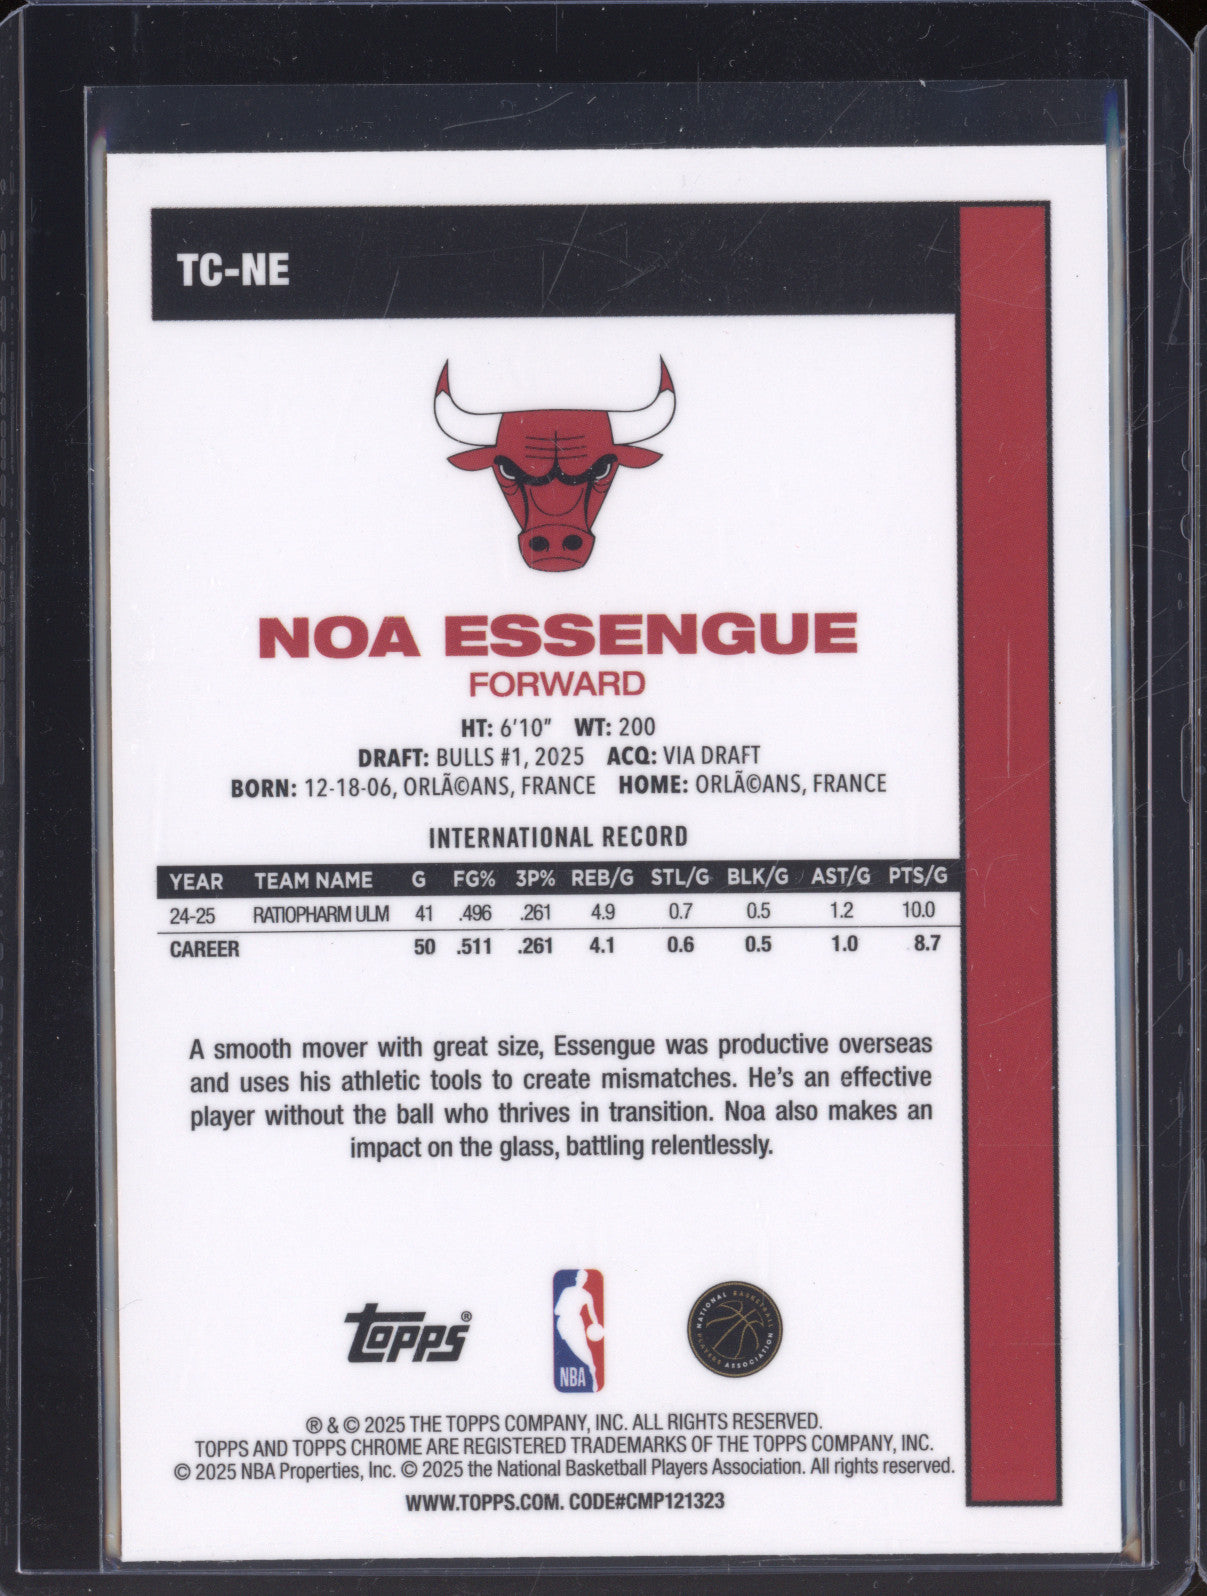 TC-NE
NOA ESSENGUE
FORWARD
HT: 6'10" WT: 200
DRAFT: BULLS #1, 2025 ACQ: VIA DRAFT
BORN: 12-18-06, ORLÃ©ANS, FRANCE HOME: ORLÃ©ANS, FRANCE
INTERNATIONAL RECORD
YEAR TEAM NAME G FG% 3P% REB/G STL/G BLK/G AST/G PTS/G
24-25 RATIOPHARM ULM 41 .496 .261 4.9 0.7 0.5 1.2 10.0
CAREER 50 .511 .261 4.1 0.6 0.5 1.0 8.7
A smooth mover with great size, Essengue was productive overseas
and uses his athletic tools to create mismatches. He's an effective
player without the ball who thrives in transition. Noa also makes an
impact on the glass, battling relentlessly.
Topps®
NBA
NATIONAL BASKETBALL PLAYERS ASSOCIATION
® & © 2025 THE TOPPS COMPANY, INC. ALL RIGHTS RESERVED.
TOPPS AND TOPPS CHROME ARE REGISTERED TRADEMARKS OF THE TOPPS COMPANY, INC.
© 2025 NBA Properties, Inc. © 2025 the National Basketball Players Association. All rights reserved.
WWW.TOPPS.COM. CODE#CMP121323